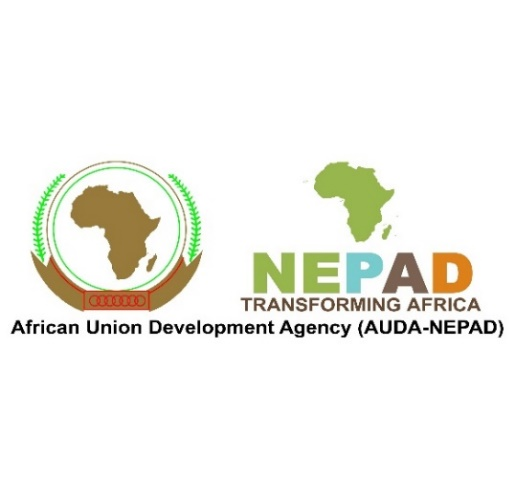 NEPAD
TRANSFORMING AFRICA
African Union Development Agency (AUDA-NEPAD)